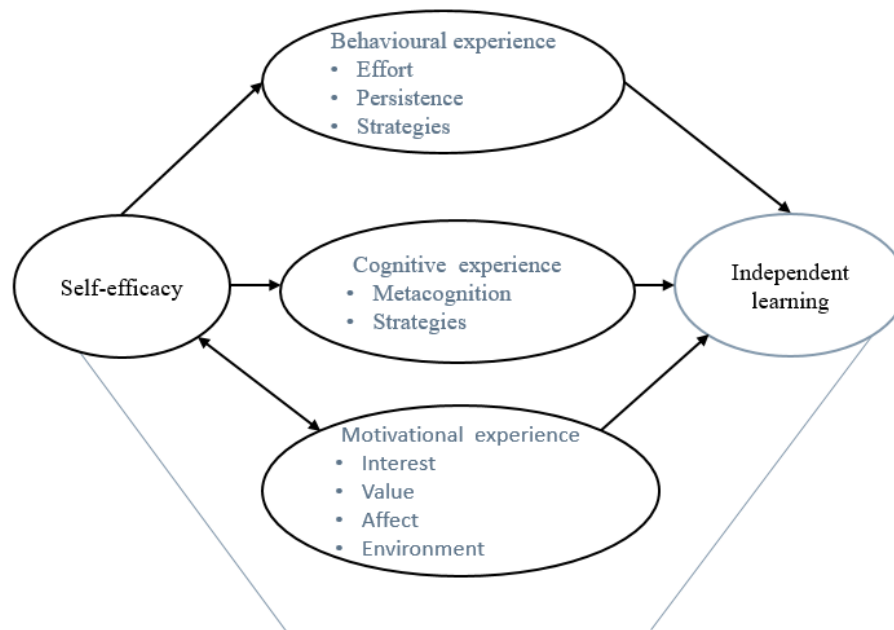 Behavioural experience
• Effort
• Persistence
• Strategies
Self-efficacy
Cognitive experience
• Metacognition
• Strategies
Independent
learning
Motivational experience
• Interest
• Value
• Affect
• Environment